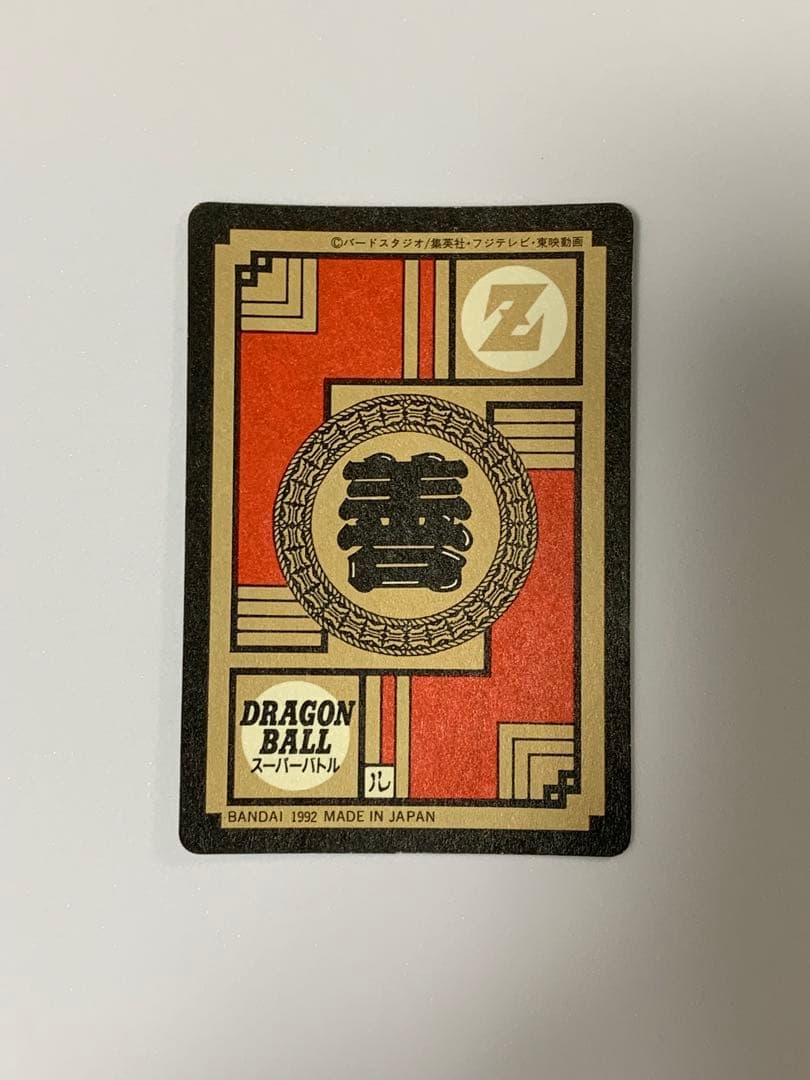 ©バードスタジオ/集英社・フジテレビ・東映動画
Z
善
DRAGON
BALL
スーパーバトル
ル
BANDAI 1992 MADE IN JAPAN